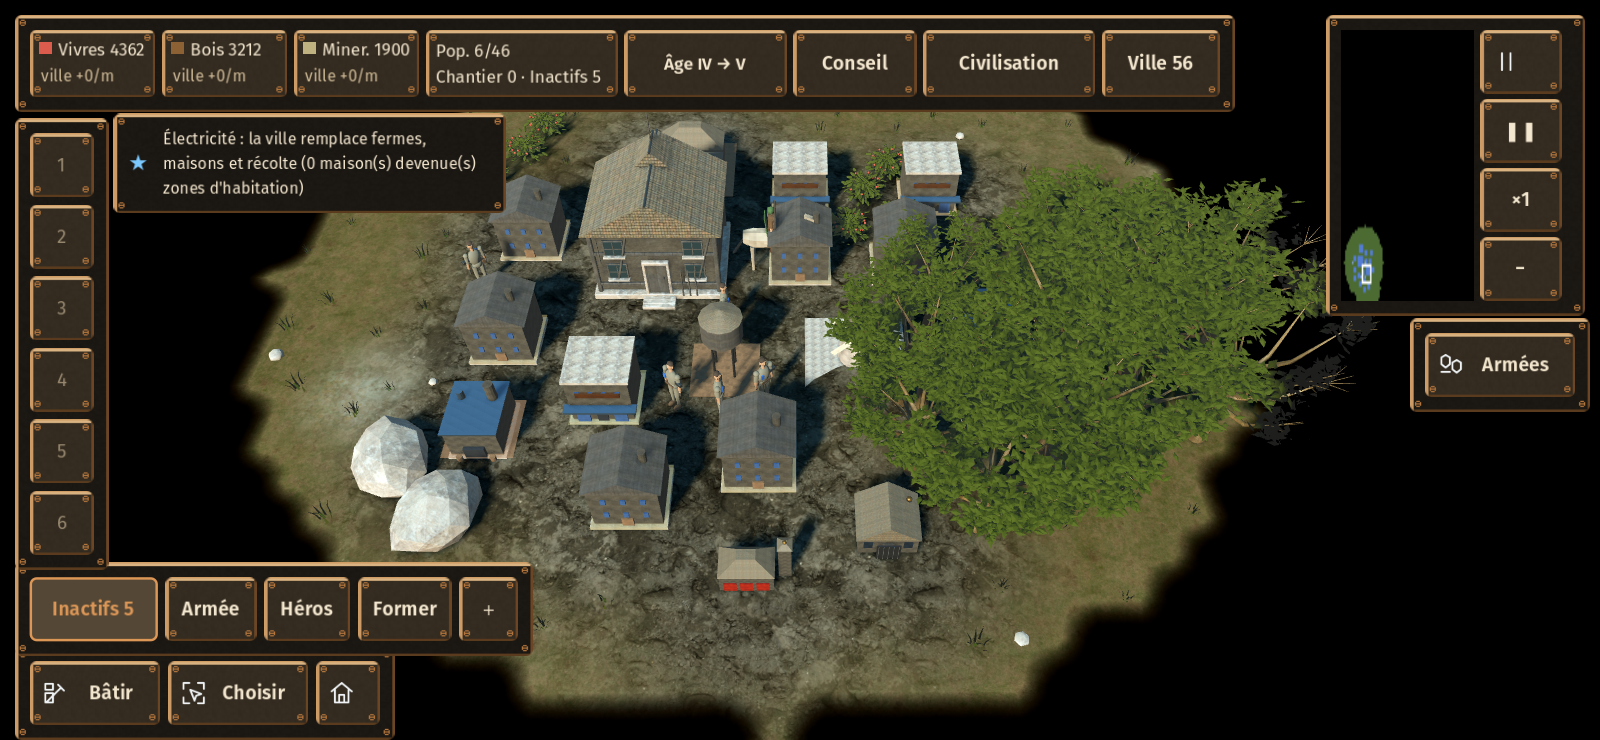 Vivres 4362
ville +0/m
Bois 3212
ville +0/m
Miner. 1900
ville +0/m
Pop. 6/46
Chantier 0 · Inactifs 5
Âge IV → V
Conseil
Civilisation
Ville 56
Électricité : la ville remplace fermes,
maisons et récolte (0 maison(s) devenue(s)
zones d'habitation)
1
2
3
4
5
6
×1
−
Armées
Inactifs 5
Armée
Héros
Former
+
Bâtir
Choisir